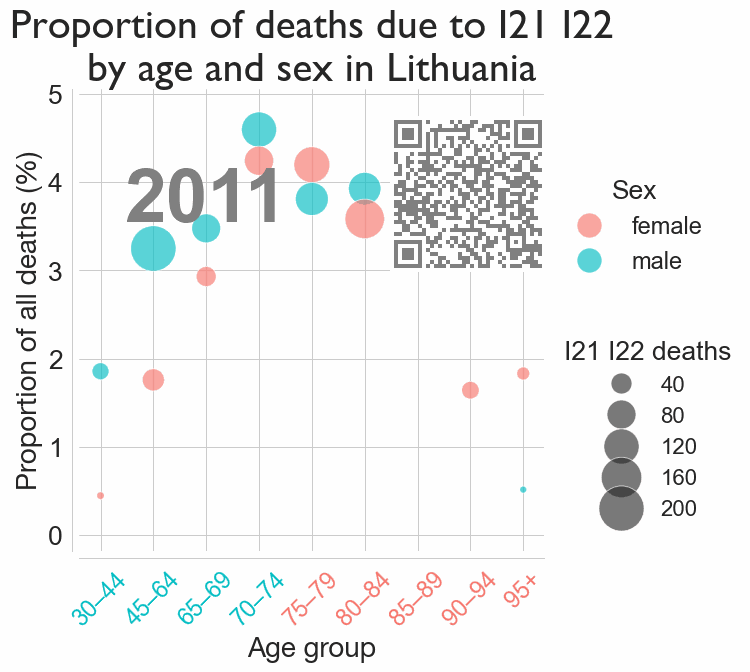 Proportion of deaths due to I21 I22
by age and sex in Lithuania
Proportion of all deaths (%)
5
4
3
2
1
0
2011
30–44
45–64
65–69
70–74
75–79
80–84
85–89
90–94
95+
Age group
Sex
female
male
I21 I22 deaths
40
80
120
160
200